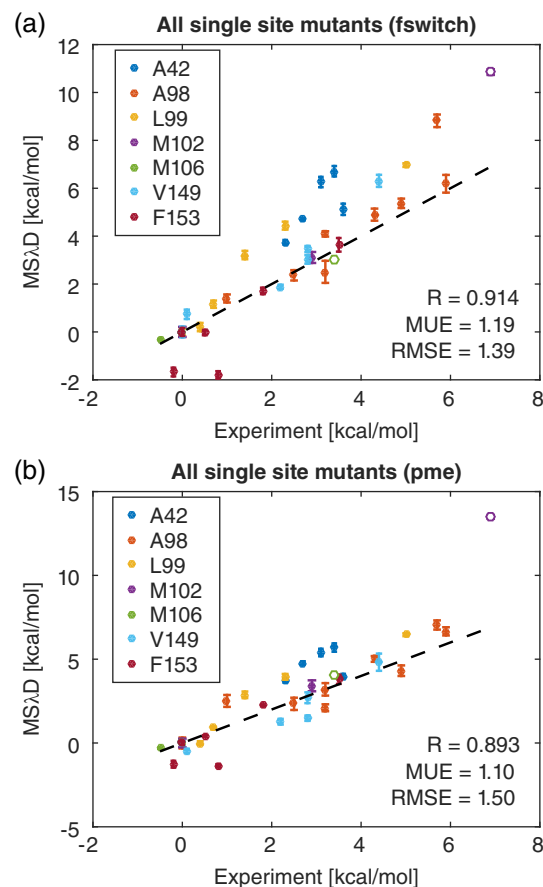 (a)
All single site mutants (fswitch)
12
10
8
6
4
2
0
-2
MSλD [kcal/mol]
A42
A98
L99
M102
M106
V149
F153
R = 0.914
MUE = 1.19
RMSE = 1.39
0 2 4 6 8
Experiment [kcal/mol]
(b)
All single site mutants (pme)
15
10
5
0
-5
MSλD [kcal/mol]
A42
A98
L99
M102
M106
V149
F153
R = 0.893
MUE = 1.10
RMSE = 1.50
-2 0 2 4 6 8
Experiment [kcal/mol]